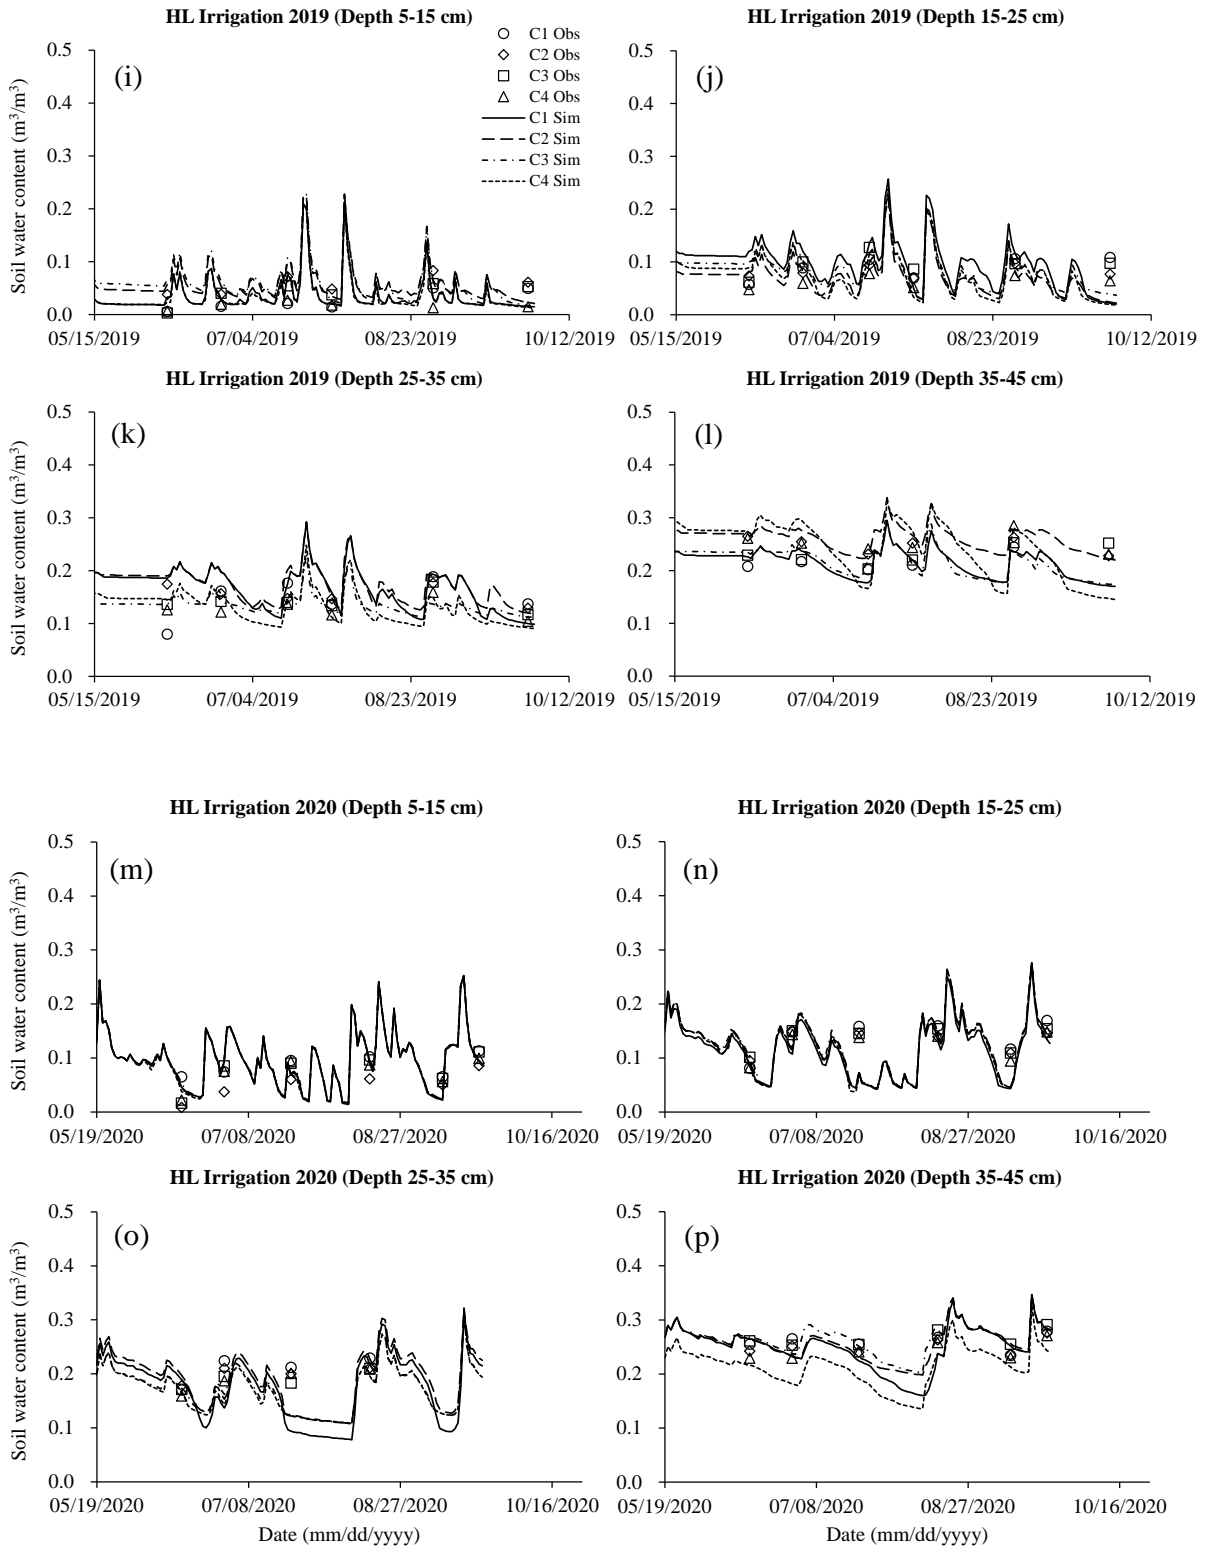 HL Irrigation 2019 (Depth 5-15 cm)
HL Irrigation 2019 (Depth 15-25 cm)
C1 Obs
C2 Obs
C3 Obs
C4 Obs
C1 Sim
C2 Sim
C3 Sim
C4 Sim
Soil water content (m³/m³)
0.5
0.4
0.3
0.2
0.1
0.0
(i)
05/15/2019
07/04/2019
08/23/2019
10/12/2019
0.5
0.4
0.3
0.2
0.1
0.0
(j)
05/15/2019
07/04/2019
08/23/2019
10/12/2019
HL Irrigation 2019 (Depth 25-35 cm)
HL Irrigation 2019 (Depth 35-45 cm)
Soil water content (m³/m³)
0.5
0.4
0.3
0.2
0.1
0.0
(k)
05/15/2019
07/04/2019
08/23/2019
10/12/2019
0.5
0.4
0.3
0.2
0.1
0.0
(l)
05/15/2019
07/04/2019
08/23/2019
10/12/2019
HL Irrigation 2020 (Depth 5-15 cm)
HL Irrigation 2020 (Depth 15-25 cm)
Soil water content (m³/m³)
0.5
0.4
0.3
0.2
0.1
0.0
(m)
05/19/2020
07/08/2020
08/27/2020
10/16/2020
0.5
0.4
0.3
0.2
0.1
0.0
(n)
05/19/2020
07/08/2020
08/27/2020
10/16/2020
HL Irrigation 2020 (Depth 25-35 cm)
HL Irrigation 2020 (Depth 35-45 cm)
Soil water content (m³/m³)
0.5
0.4
0.3
0.2
0.1
0.0
(o)
05/19/2020
07/08/2020
08/27/2020
10/16/2020
Date (mm/dd/yyyy)
0.5
0.4
0.3
0.2
0.1
0.0
(p)
05/19/2020
07/08/2020
08/27/2020
10/16/2020
Date (mm/dd/yyyy)